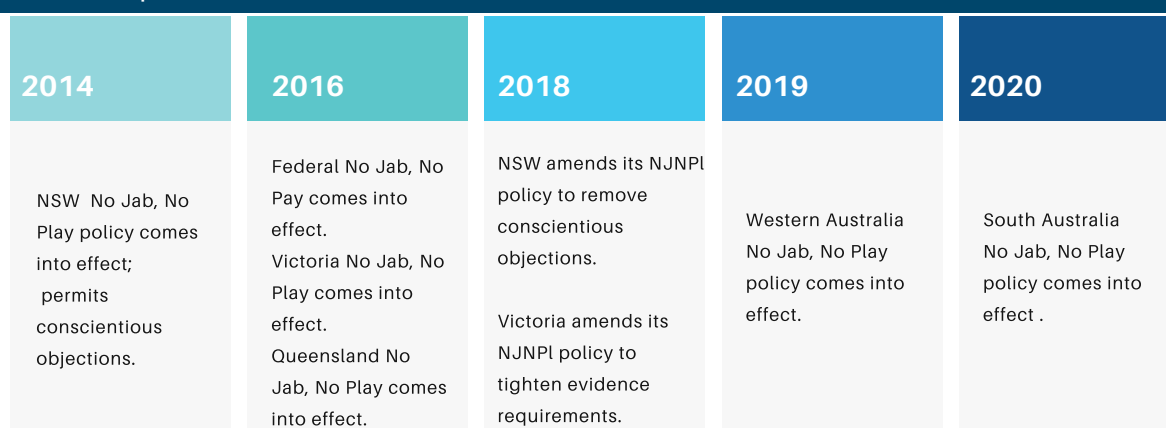 2014
NSW  No Jab, No
Play policy comes
into effect;
permits
conscientious
objections.
2016
Federal No Jab, No
Pay comes into
effect.
Victoria No Jab, No
Play comes into
effect.
Queensland No
Jab, No Play comes
into effect.
2018
NSW amends its NJNPl
policy to remove
conscientious
objections.
Victoria amends its
NJNPl policy to
tighten evidence
requirements.
2019
Western Australia
No Jab, No Play
policy comes into
effect.
2020
South Australia
No Jab, No Play
policy comes into
effect .